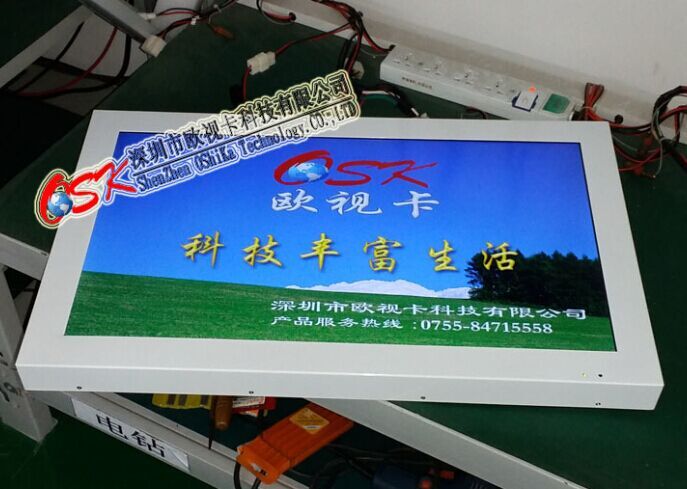 深圳市欧视卡科技有限公司
OSK ShenZhen OShika Technology.CO.,LTD
OSK
欧视卡
科技丰富生活
深圳市欧视卡科技有限公司
产品服务热线:0755-84715558
电钻